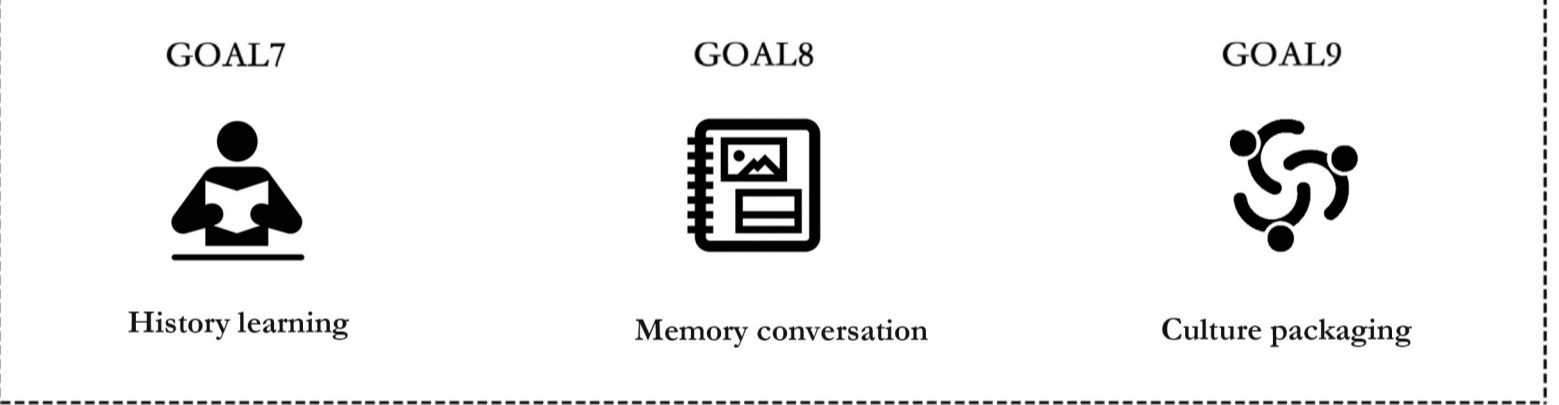 GOAL7
GOAL8
GOAL9
History learning
Memory conversation
Culture packaging